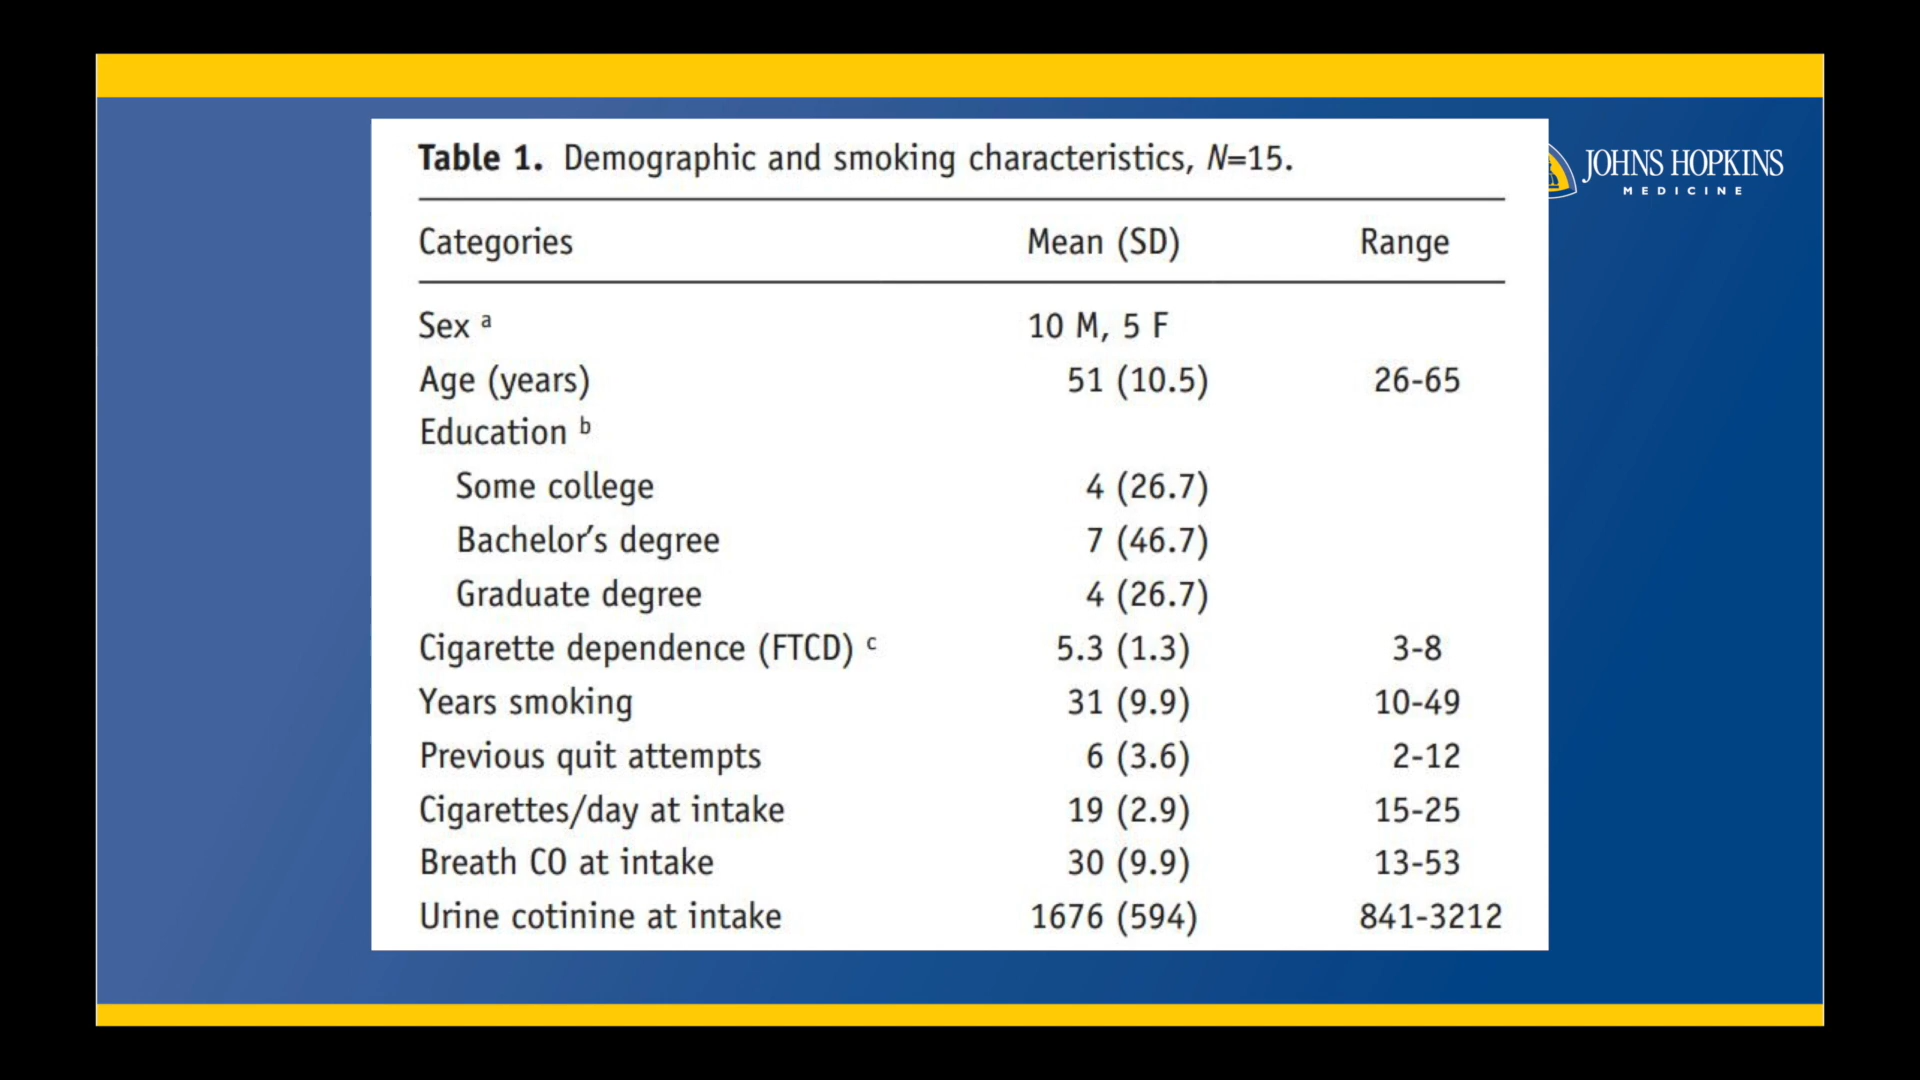 Table 1. Demographic and smoking characteristics, N=15.
JOHNS HOPKINS
MEDICINE
Categories Mean (SD) Range
Sex a 10 M, 5 F
Age (years) 51 (10.5) 26-65
Education b
Some college 4 (26.7)
Bachelor's degree 7 (46.7)
Graduate degree 4 (26.7)
Cigarette dependence (FTCD) c 5.3 (1.3) 3-8
Years smoking 31 (9.9) 10-49
Previous quit attempts 6 (3.6) 2-12
Cigarettes/day at intake 19 (2.9) 15-25
Breath CO at intake 30 (9.9) 13-53
Urine cotinine at intake 1676 (594) 841-3212